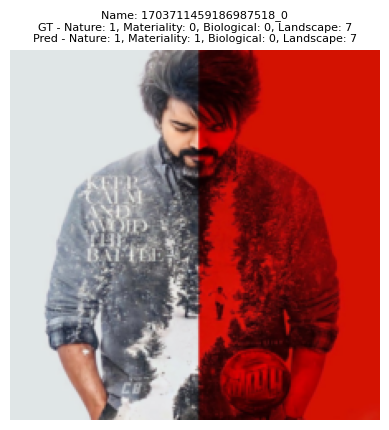 Name: 1703711459186987518_0
GT - Nature: 1, Materiality: 0, Biological: 0, Landscape: 7
Pred - Nature: 1, Materiality: 1, Biological: 0, Landscape: 7
KEEP
CALM
AND
AVOID
THE
BATTLE